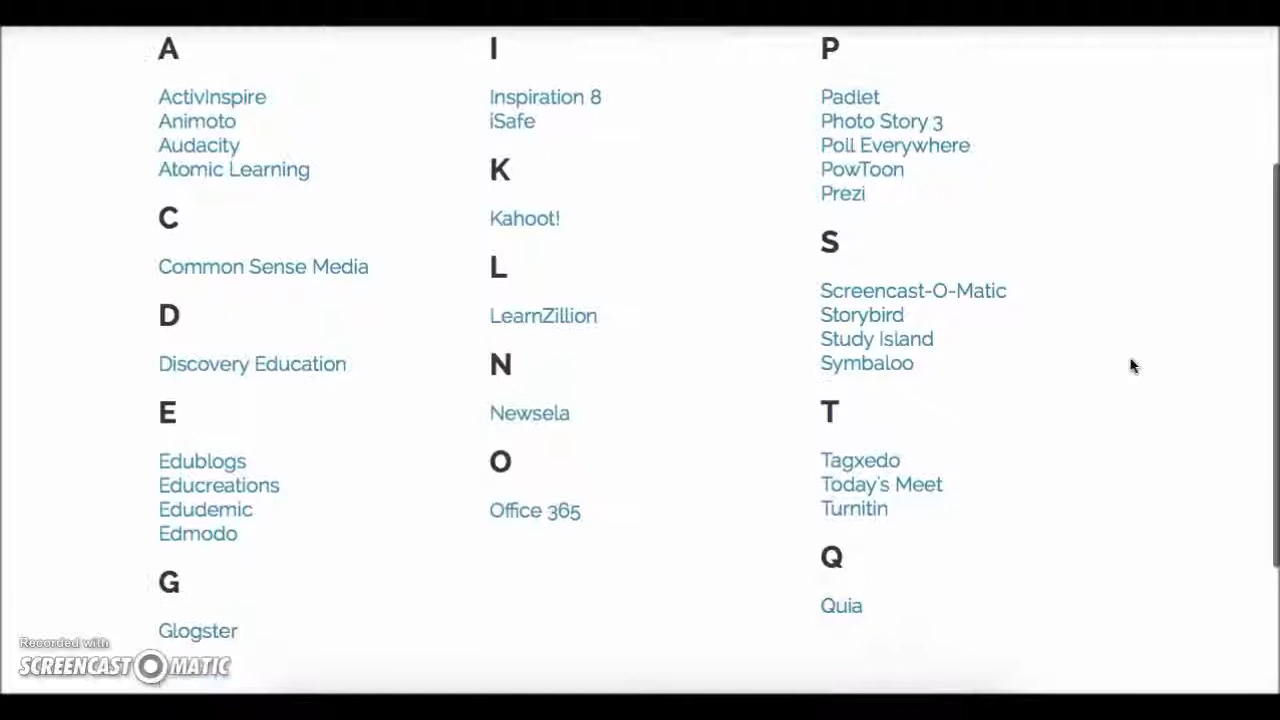 A
ActivInspire
Animoto
Audacity
Atomic Learning
C
Common Sense Media
D
Discovery Education
E
Edublogs
Educreations
Edudemic
Edmodo
G
Glogster
I
Inspiration 8
iSafe
K
Kahoot!
L
LearnZillion
N
Newsela
O
Office 365
P
Padlet
Photo Story 3
Poll Everywhere
PowToon
Prezi
S
Screencast-O-Matic
Storybird
Study Island
Symbaloo
T
Tagxedo
Today's Meet
Turnitin
Q
Quia
Recorded with
SCREENCAST O MATIC